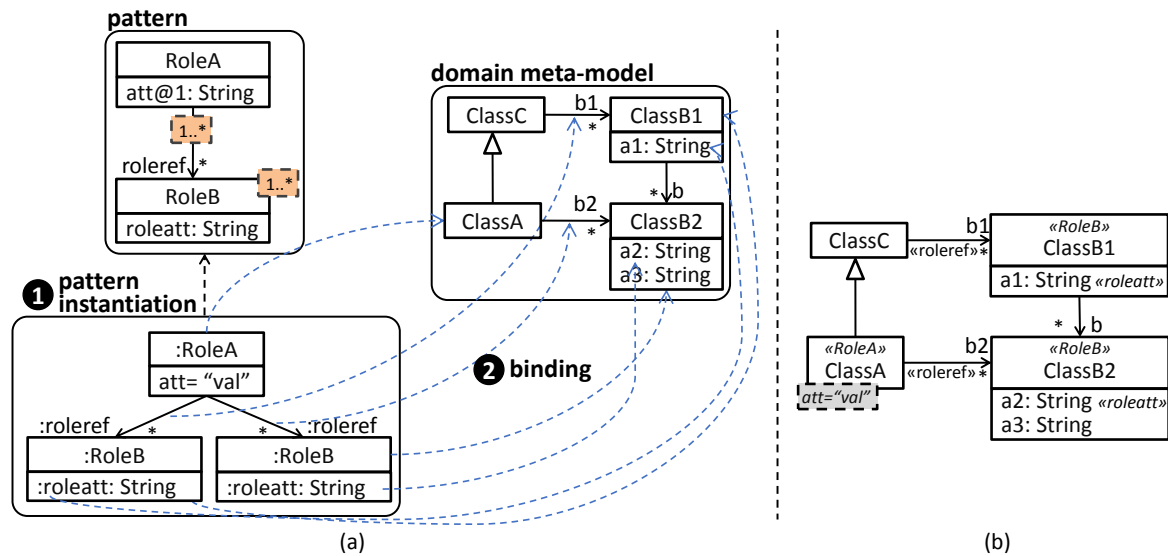 pattern
RoleA
att@1: String
1..*
roleref *
RoleB
1..*
roleatt: String
domain meta-model
ClassC
b1
*
ClassB1
a1: String
* b
ClassA
b2
*
ClassB2
a2: String
a3: String
1 pattern
instantiation
:RoleA
att= “val”
:roleref * * :roleref
:RoleB
:roleatt: String
:RoleB
:roleatt: String
2 binding
(a)
ClassC
b1
«roleref» *
«RoleB»
ClassB1
a1: String «roleatt»
* b
«RoleA»
ClassA
att=“val”
b2
«roleref» *
«RoleB»
ClassB2
a2: String «roleatt»
a3: String
(b)